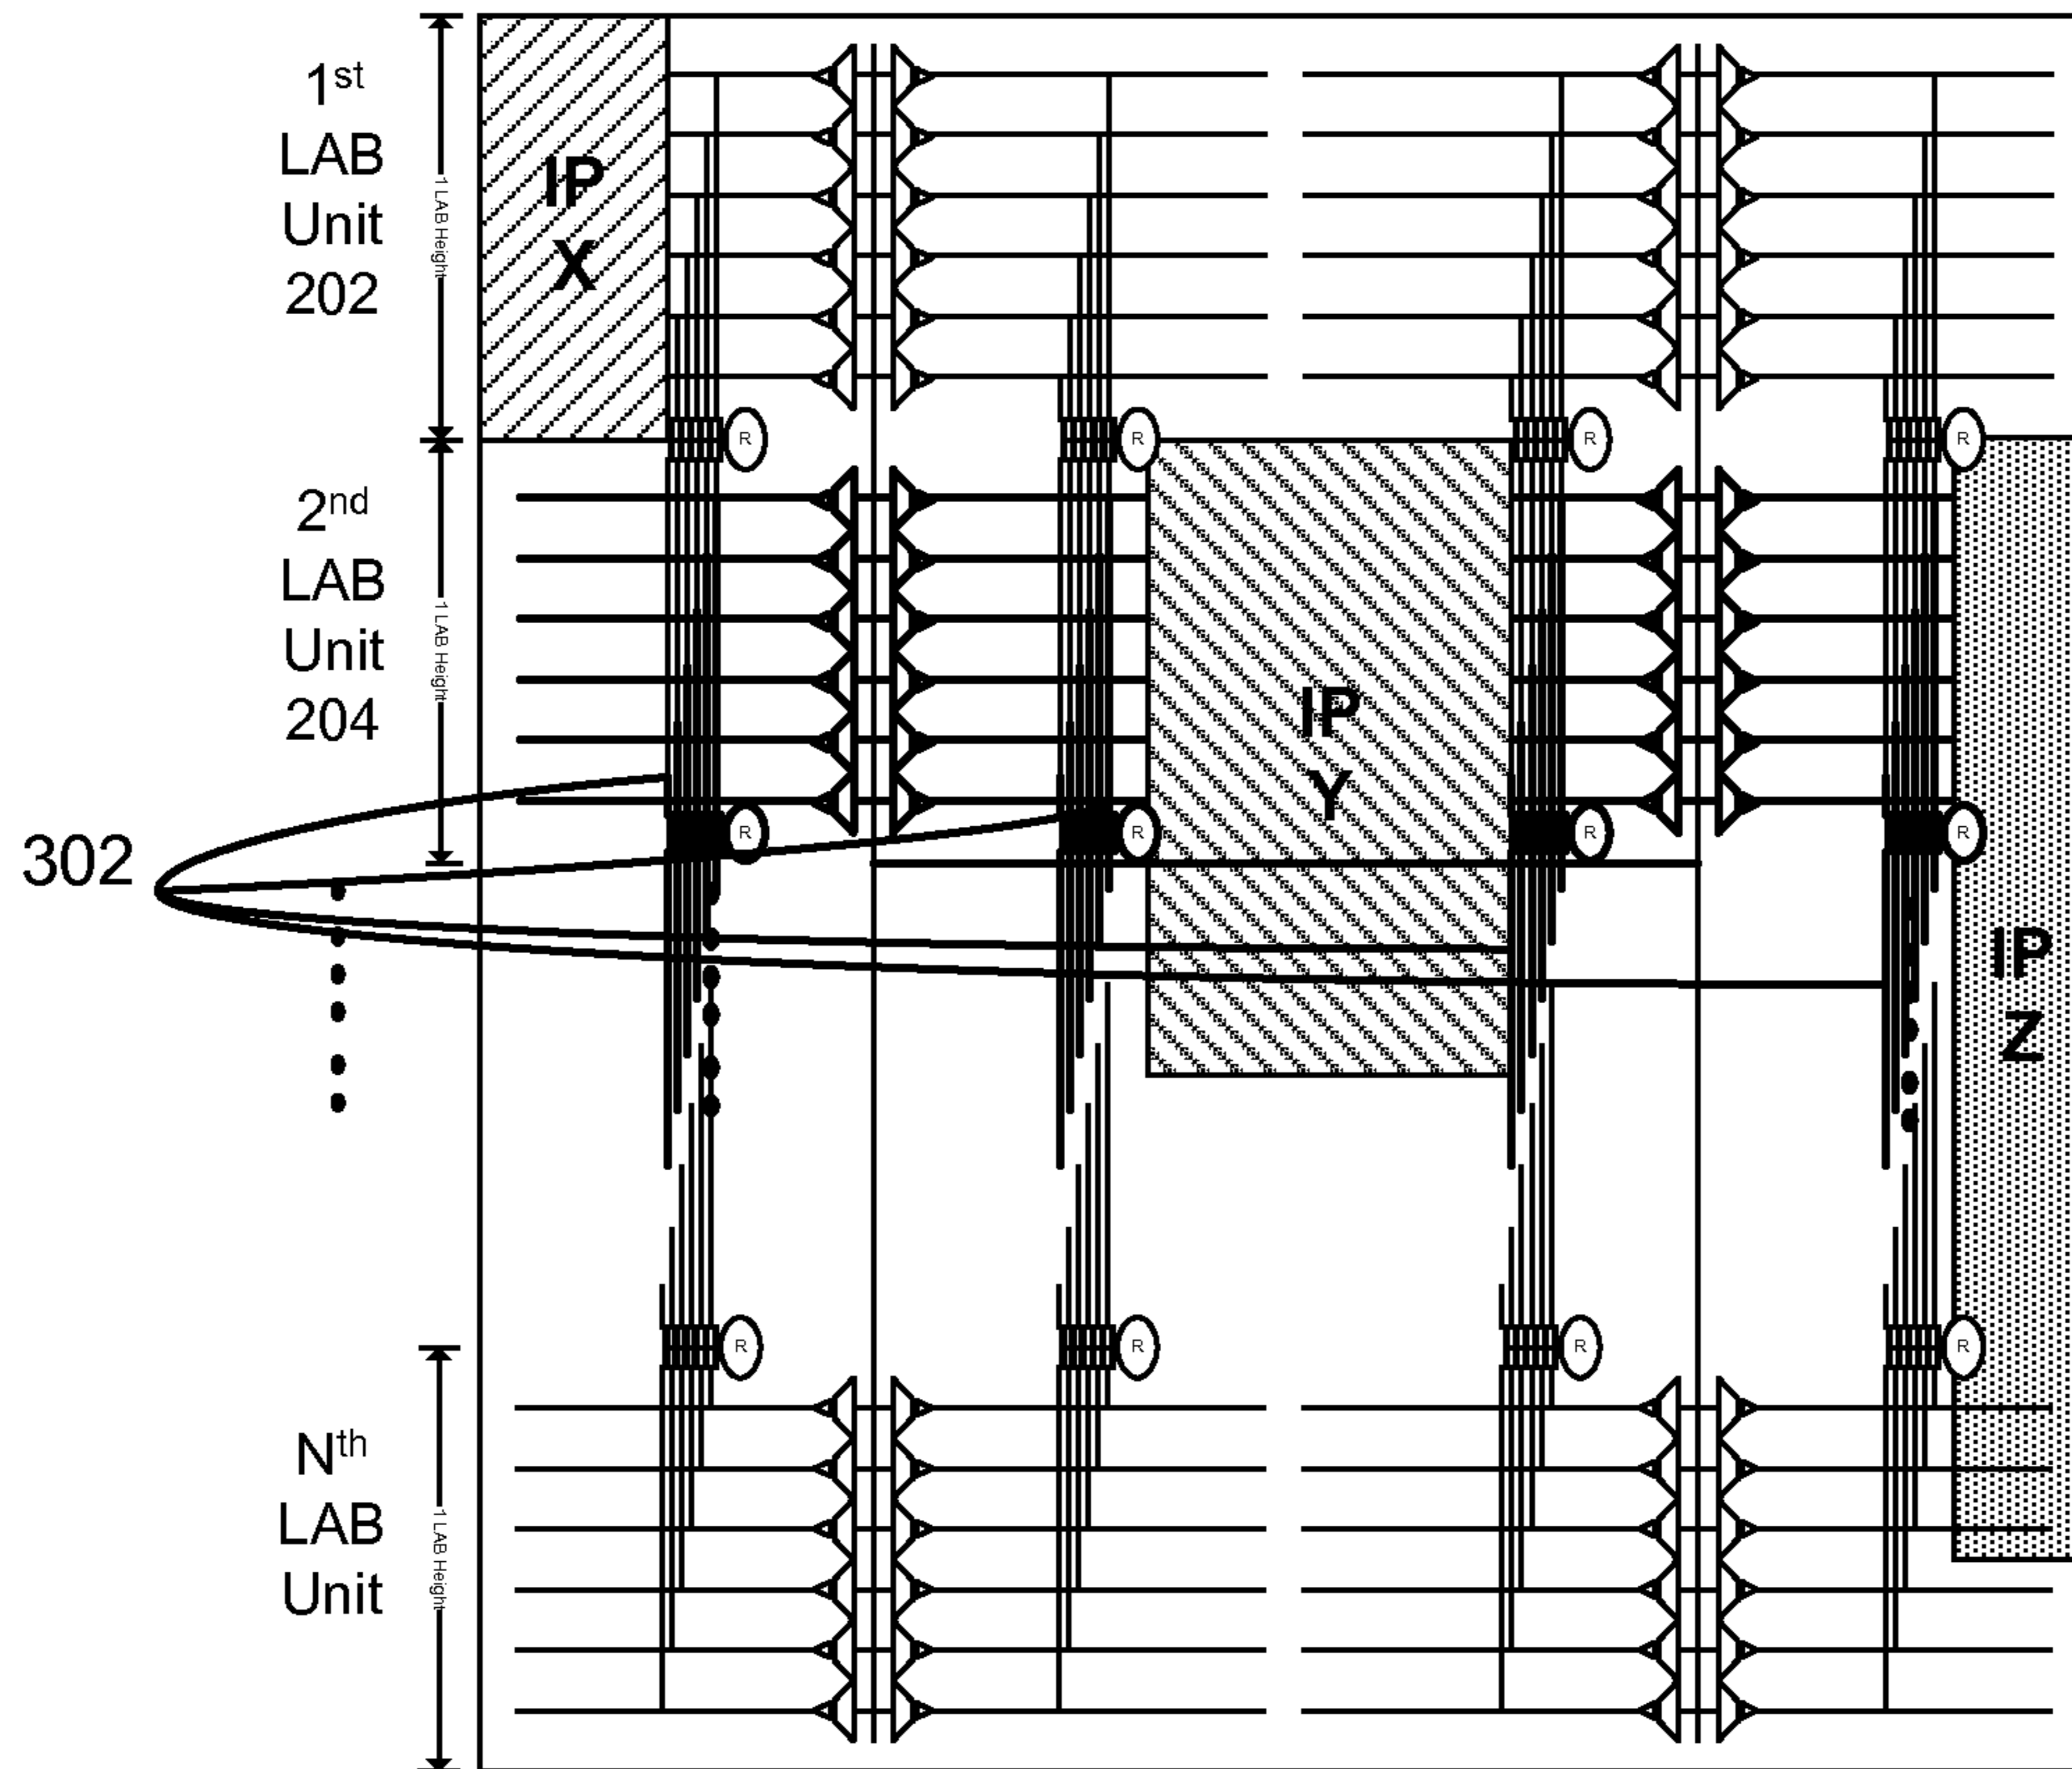 1st
LAB
Unit
202
1 LAB Height
IP
X
R
R
R
R
2nd
LAB
Unit
204
1 LAB Height
IP
Y
R
R
R
R
302
IP
Z
R
R
R
R
Nth
LAB
Unit
1 LAB Height